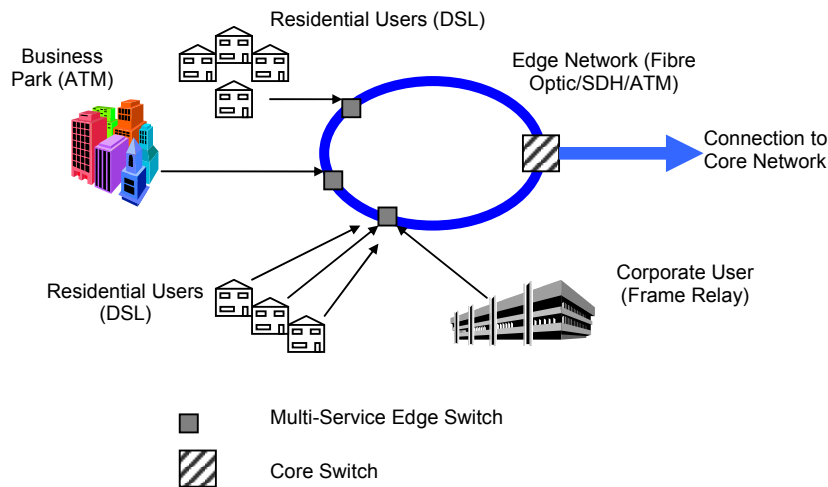 Residential Users (DSL)
Business
Park (ATM)
Edge Network (Fibre
Optic/SDH/ATM)
Connection to
Core Network
Residential Users
(DSL)
Corporate User
(Frame Relay)
Multi-Service Edge Switch
Core Switch